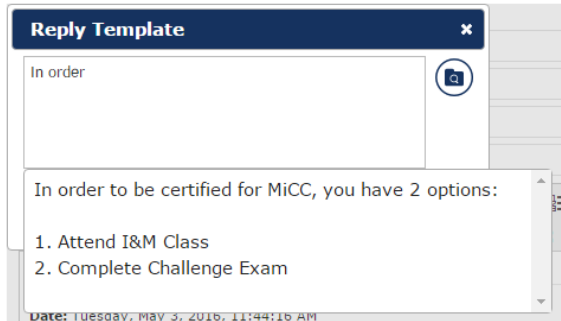 Reply Template
In order
In order to be certified for MiCC, you have 2 options:
1. Attend I&M Class
2. Complete Challenge Exam
Date: Tuesday, May 3, 2016, 11:44:16 AM